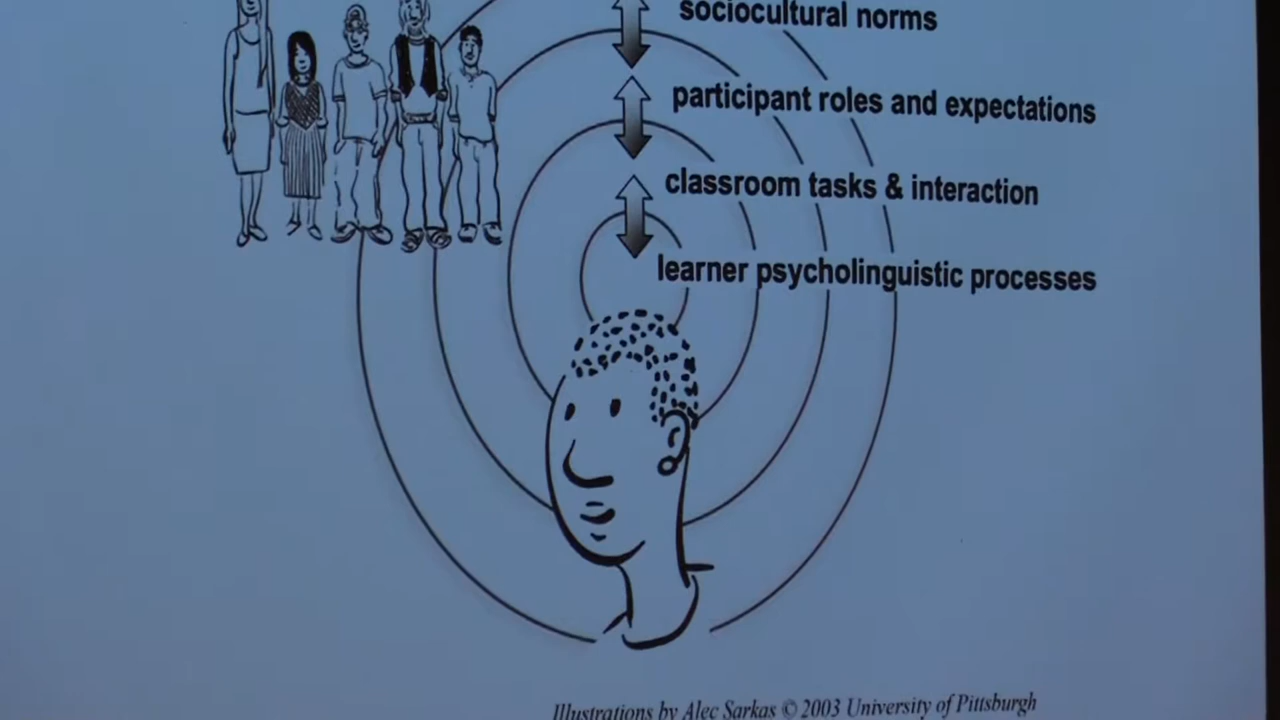 sociocultural norms
participant roles and expectations
classroom tasks & interaction
learner psycholinguistic processes
Illustrations by Alec Sarkas © 2003 University of Pittsburgh